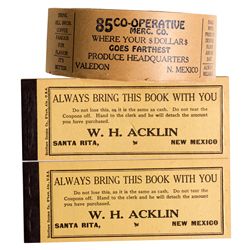 85 CO-OPERATIVE
MERC. CO.
WHERE YOUR $DOLLAR$
GOES FARTHEST
PRODUCE HEADQUARTERS
VALEDON N. MEXICO
ALWAYS BRING THIS BOOK WITH YOU
Do not lose this, as it is the same as cash. Do not tear the
Coupons off. Hand to the clerk and he will detach the amount
you have purchased.
W. H. ACKLIN
SANTA RITA, NEW MEXICO
ALWAYS BRING THIS BOOK WITH YOU
Do not lose this, as it is the same as cash. Do not tear the
Coupons off. Hand to the clerk and he will detach the amount
you have purchased.
W. H. ACKLIN
SANTA RITA, NEW MEXICO